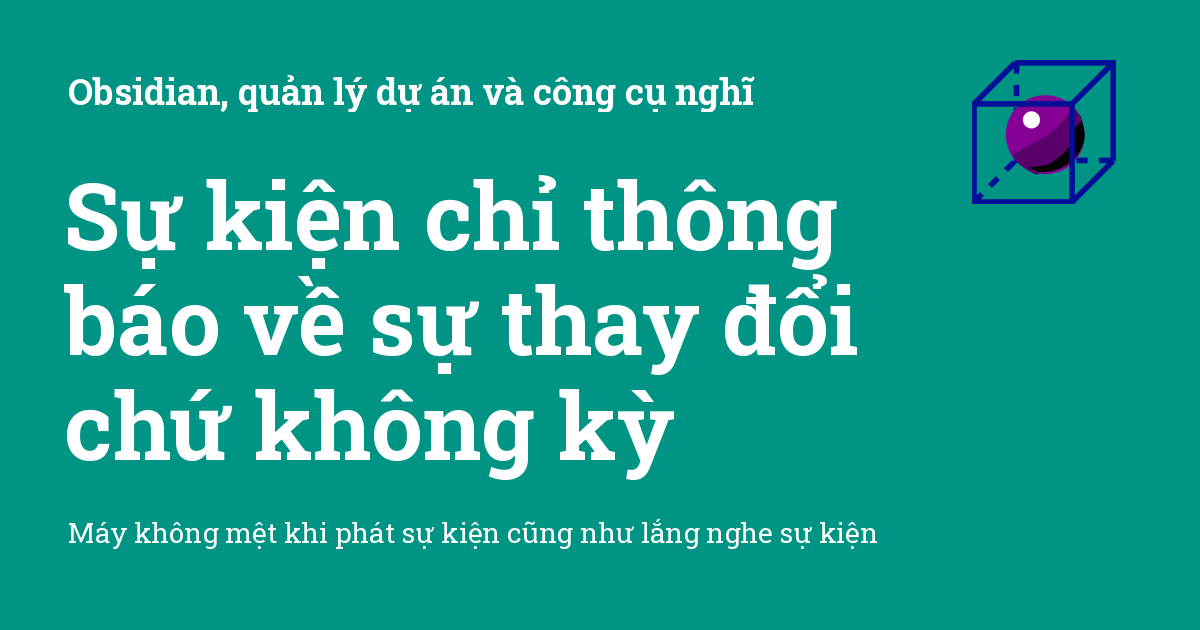 Obsidian, quản lý dự án và công cụ nghĩ
Sự kiện chỉ thông
báo về sự thay đổi
chứ không kỳ
Máy không mệt khi phát sự kiện cũng như lắng nghe sự kiện